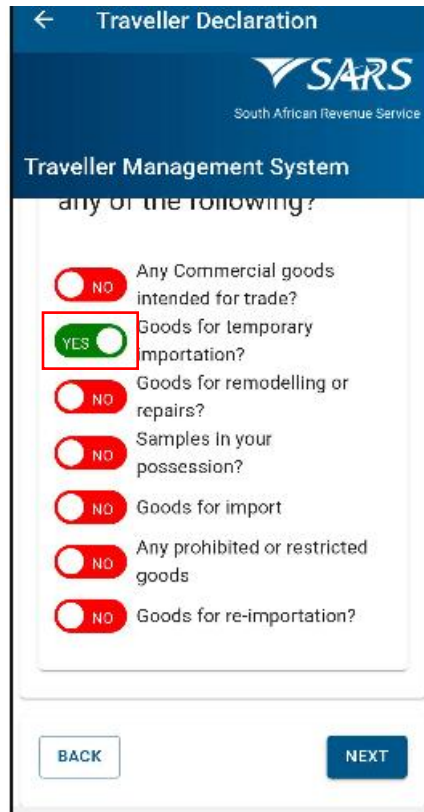 ← Traveller Declaration
SARS
South African Revenue Service
Traveller Management System
any of the following?
NO Any Commercial goods
intended for trade?
YES Goods for temporary
importation?
NO Goods for remodelling or
repairs?
NO Samples in your
possession?
NO Goods for import
NO Any prohibited or restricted
goods
NO Goods for re-importation?
BACK NEXT